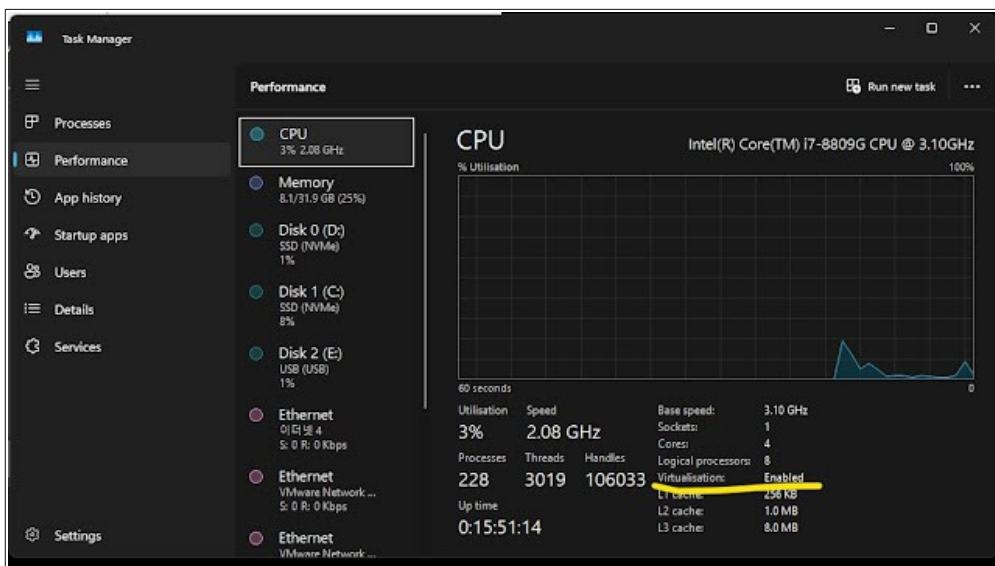 Task Manager
Performance
Run new task
Processes
Performance
App history
Startup apps
Users
Details
Services
Settings
CPU
3% 2.08 GHz
Memory
8.1/31.9 GB (25%)
Disk 0 (D:)
SSD (NVMe)
1%
Disk 1 (C:)
SSD (NVMe)
8%
Disk 2 (E:)
USB (USB)
1%
Ethernet
이더넷 4
S: 0 R: 0 Kbps
Ethernet
VMware Network ...
S: 0 R: 0 Kbps
Ethernet
VMware Network ...
CPU
Intel(R) Core(TM) i7-8809G CPU @ 3.10GHz
% Utilisation 100%
60 seconds 0
Utilisation Speed
3% 2.08 GHz
Processes Threads Handles
228 3019 106033
Up time
0:15:51:14
Base speed: 3.10 GHz
Sockets: 1
Cores: 4
Logical processors: 8
Virtualisation: Enabled
L1 cache: 256 KB
L2 cache: 1.0 MB
L3 cache: 8.0 MB